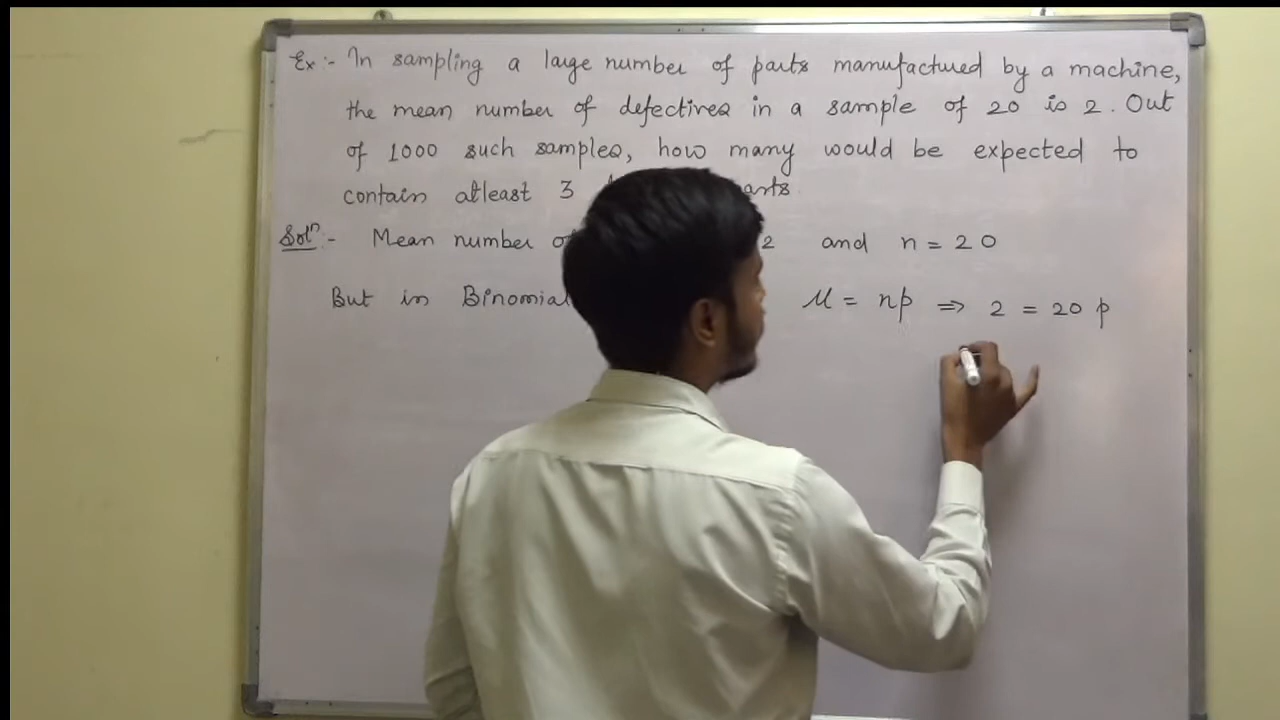 Ex :- In sampling a large number of parts manufactured by a machine,
the mean number of defectives in a sample of 20 is 2. Out
of 1000 such samples, how many would be expected to
contain atleast 3
Solⁿ :- Mean number 2 and n = 20
But in Binomial μ = np ⇒ 2 = 20 p